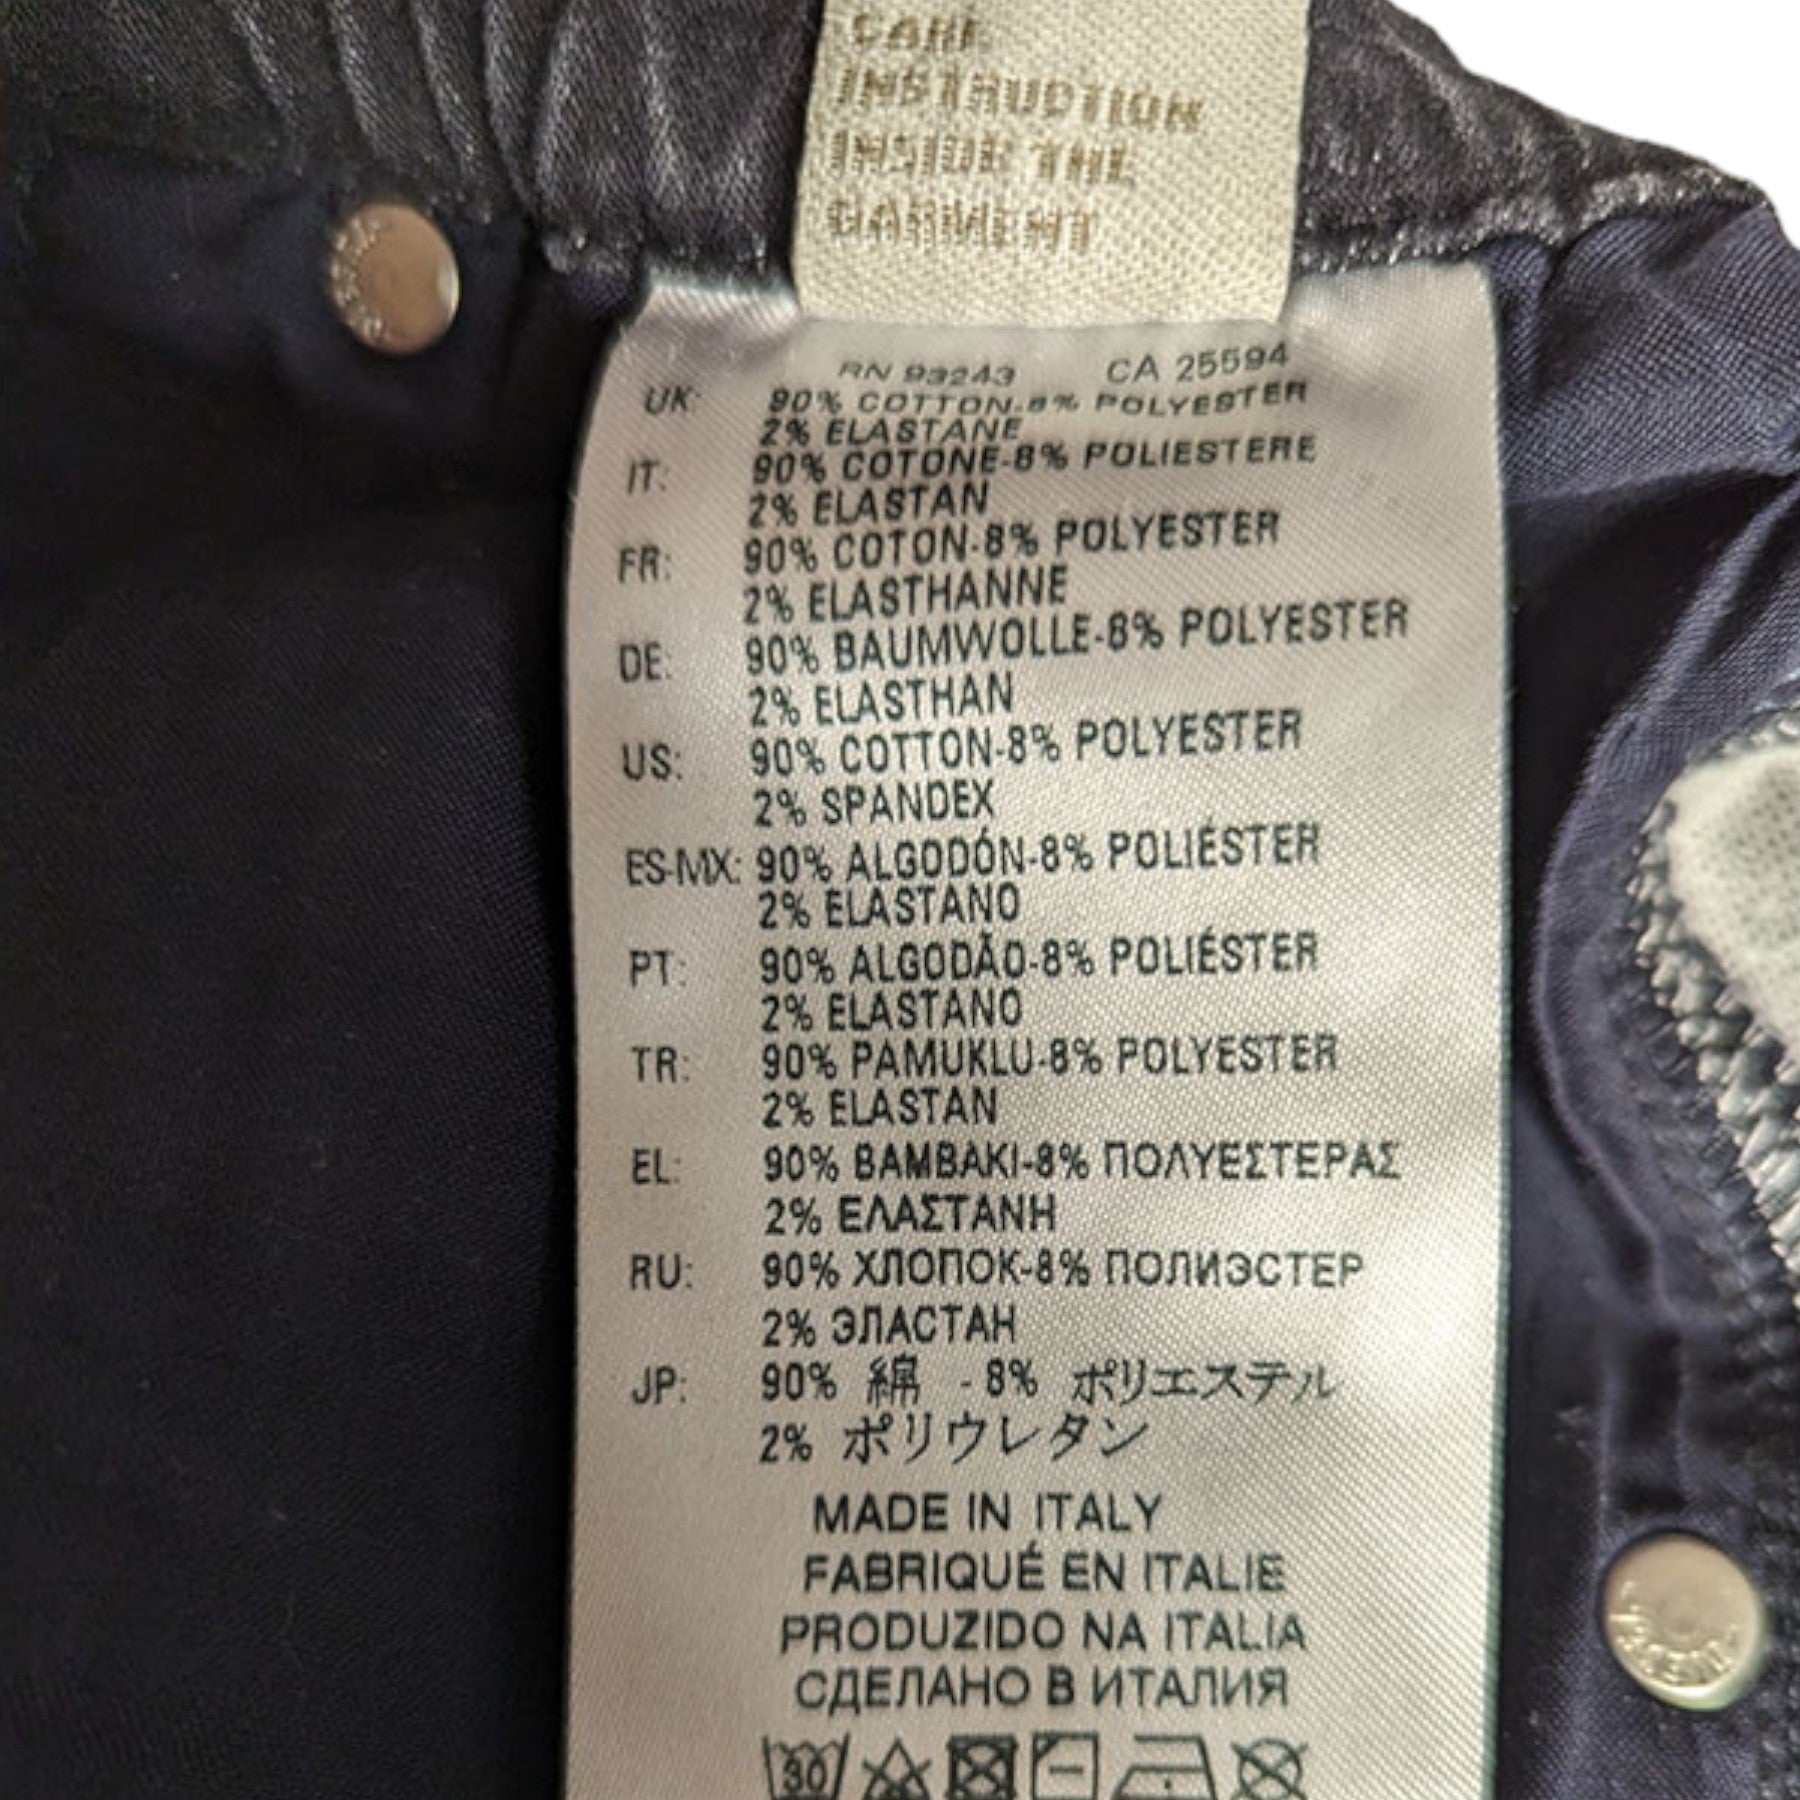 CARE
INSTRUCTION
INSIDE THE
GARMENT
RN 93243 CA 25594
UK: 90% COTTON-8% POLYESTER
2% ELASTANE
IT: 90% COTONE-8% POLIESTERE
2% ELASTAN
FR: 90% COTON-8% POLYESTER
2% ELASTHANNE
DE: 90% BAUMWOLLE-8% POLYESTER
2% ELASTHAN
US: 90% COTTON-8% POLYESTER
2% SPANDEX
ES-MX: 90% ALGODÓN-8% POLIÉSTER
2% ELASTANO
PT: 90% ALGODÃO-8% POLIÉSTER
2% ELASTANO
TR: 90% PAMUKLU-8% POLYESTER
2% ELASTAN
EL: 90% ΒΑΜΒΑΚΙ-8% ΠΟΛΥΕΣΤΕΡΑΣ
2% ΕΛΑΣΤΑΝΗ
RU: 90% ХЛОПОК-8% ПОЛИЭСТЕР
2% ЭЛАСТАН
JP: 90% 綿 - 8% ポリエステル
2% ポリウレタン
MADE IN ITALY
FABRIQUÉ EN ITALIE
PRODUZIDO NA ITALIA
СДЕЛАНО В ИТАЛИЯ
30